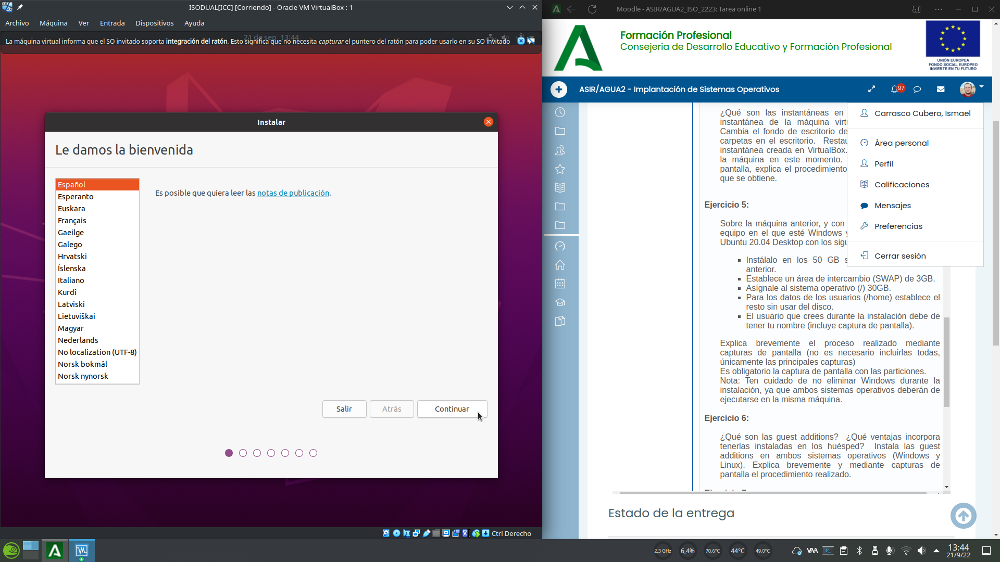 ISODUAL[ICC] [Corriendo] - Oracle VM VirtualBox : 1
Archivo Máquina Ver Entrada Dispositivos Ayuda
21 de sep 13:44
La máquina virtual informa que el SO invitado soporta integración del ratón. Esto significa que no necesita capturar el puntero del ratón para poder usarlo en su SO invitado
Instalar
Le damos la bienvenida
Español
Esperanto
Euskara
Français
Gaeilge
Galego
Hrvatski
Íslenska
Italiano
Kurdî
Latviski
Lietuviškai
Magyar
Nederlands
No localization (UTF-8)
Norsk bokmål
Norsk nynorsk
Es posible que quiera leer las notas de publicación.
Salir Atrás Continuar
Ctrl Derecho
Moodle - ASIR/AGUA2_ISO_2223: Tarea online 1
Formación Profesional
Consejería de Desarrollo Educativo y Formación Profesional
UNIÓN EUROPEA
FONDO SOCIAL EUROPEO
INVIERTE EN TU FUTURO
ASIR/AGUA2 - Implantación de Sistemas Operativos
97
¿Qué son las instantáneas en
instantánea de la máquina virtu
Cambia el fondo de escritorio de
carpetas en el escritorio. Restau
instantánea creada en VirtualBox.
la máquina en este momento.
pantalla, explica el procedimiento
que se obtiene.
Carrasco Cubero, Ismael
Área personal
Perfil
Calificaciones
Mensajes
Preferencias
Cerrar sesión
Ejercicio 5:
Sobre la máquina anterior, y con
equipo en el que esté Windows y
Ubuntu 20.04 Desktop con los sigu
Instálalo en los 50 GB s
anterior.
Establece un área de intercambio (SWAP) de 3GB.
Asígnale al sistema operativo (/) 30GB.
Para los datos de los usuarios (/home) establece el
resto sin usar del disco.
El usuario que crees durante la instalación debe de
tener tu nombre (incluye captura de pantalla).
Explica brevemente el proceso realizado mediante
capturas de pantalla (no es necesario incluirlas todas,
únicamente las principales capturas)
Es obligatorio la captura de pantalla con las particiones.
Nota: Ten cuidado de no eliminar Windows durante la
instalación, ya que ambos sistemas operativos deberán de
ejecutarse en la misma máquina.
Ejercicio 6:
¿Qué son las guest additions? ¿Qué ventajas incorpora
tenerlas instaladas en los huésped? Instala las guest
additions en ambos sistemas operativos (Windows y
Linux). Explica brevemente y mediante capturas de
pantalla el procedimiento realizado.
Estado de la entrega
2,3 GHz 6,4% 70,6°C 44°C 49,0°C
13:44
21/9/22